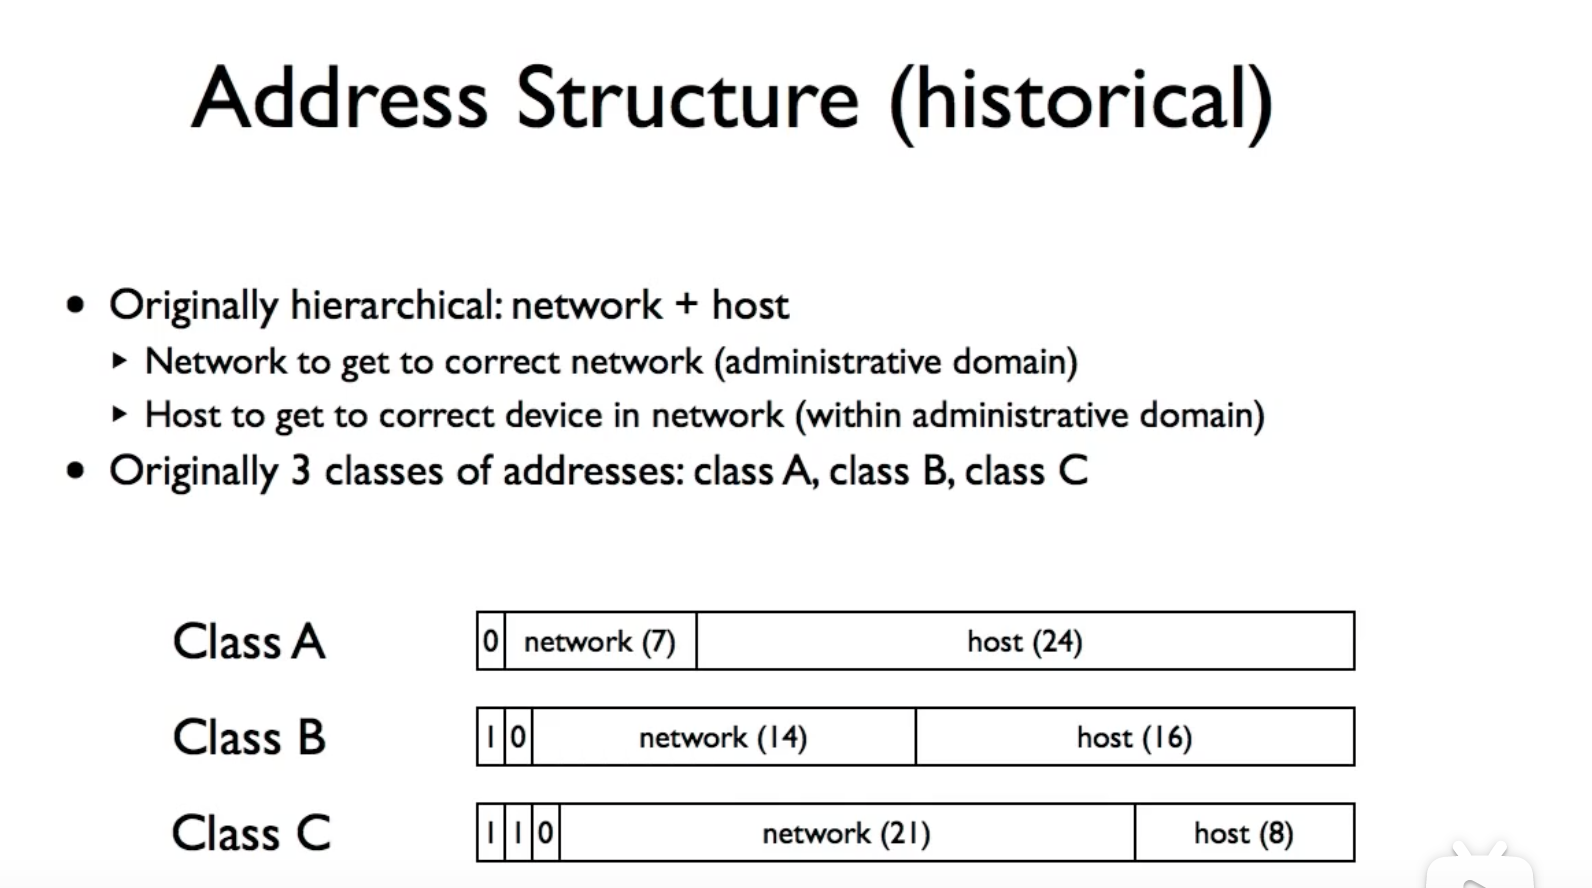 Address Structure (historical)
• Originally hierarchical: network + host
▸ Network to get to correct network (administrative domain)
▸ Host to get to correct device in network (within administrative domain)
• Originally 3 classes of addresses: class A, class B, class C
Class A 0 network (7) host (24)
Class B 1 0 network (14) host (16)
Class C 1 1 0 network (21) host (8)